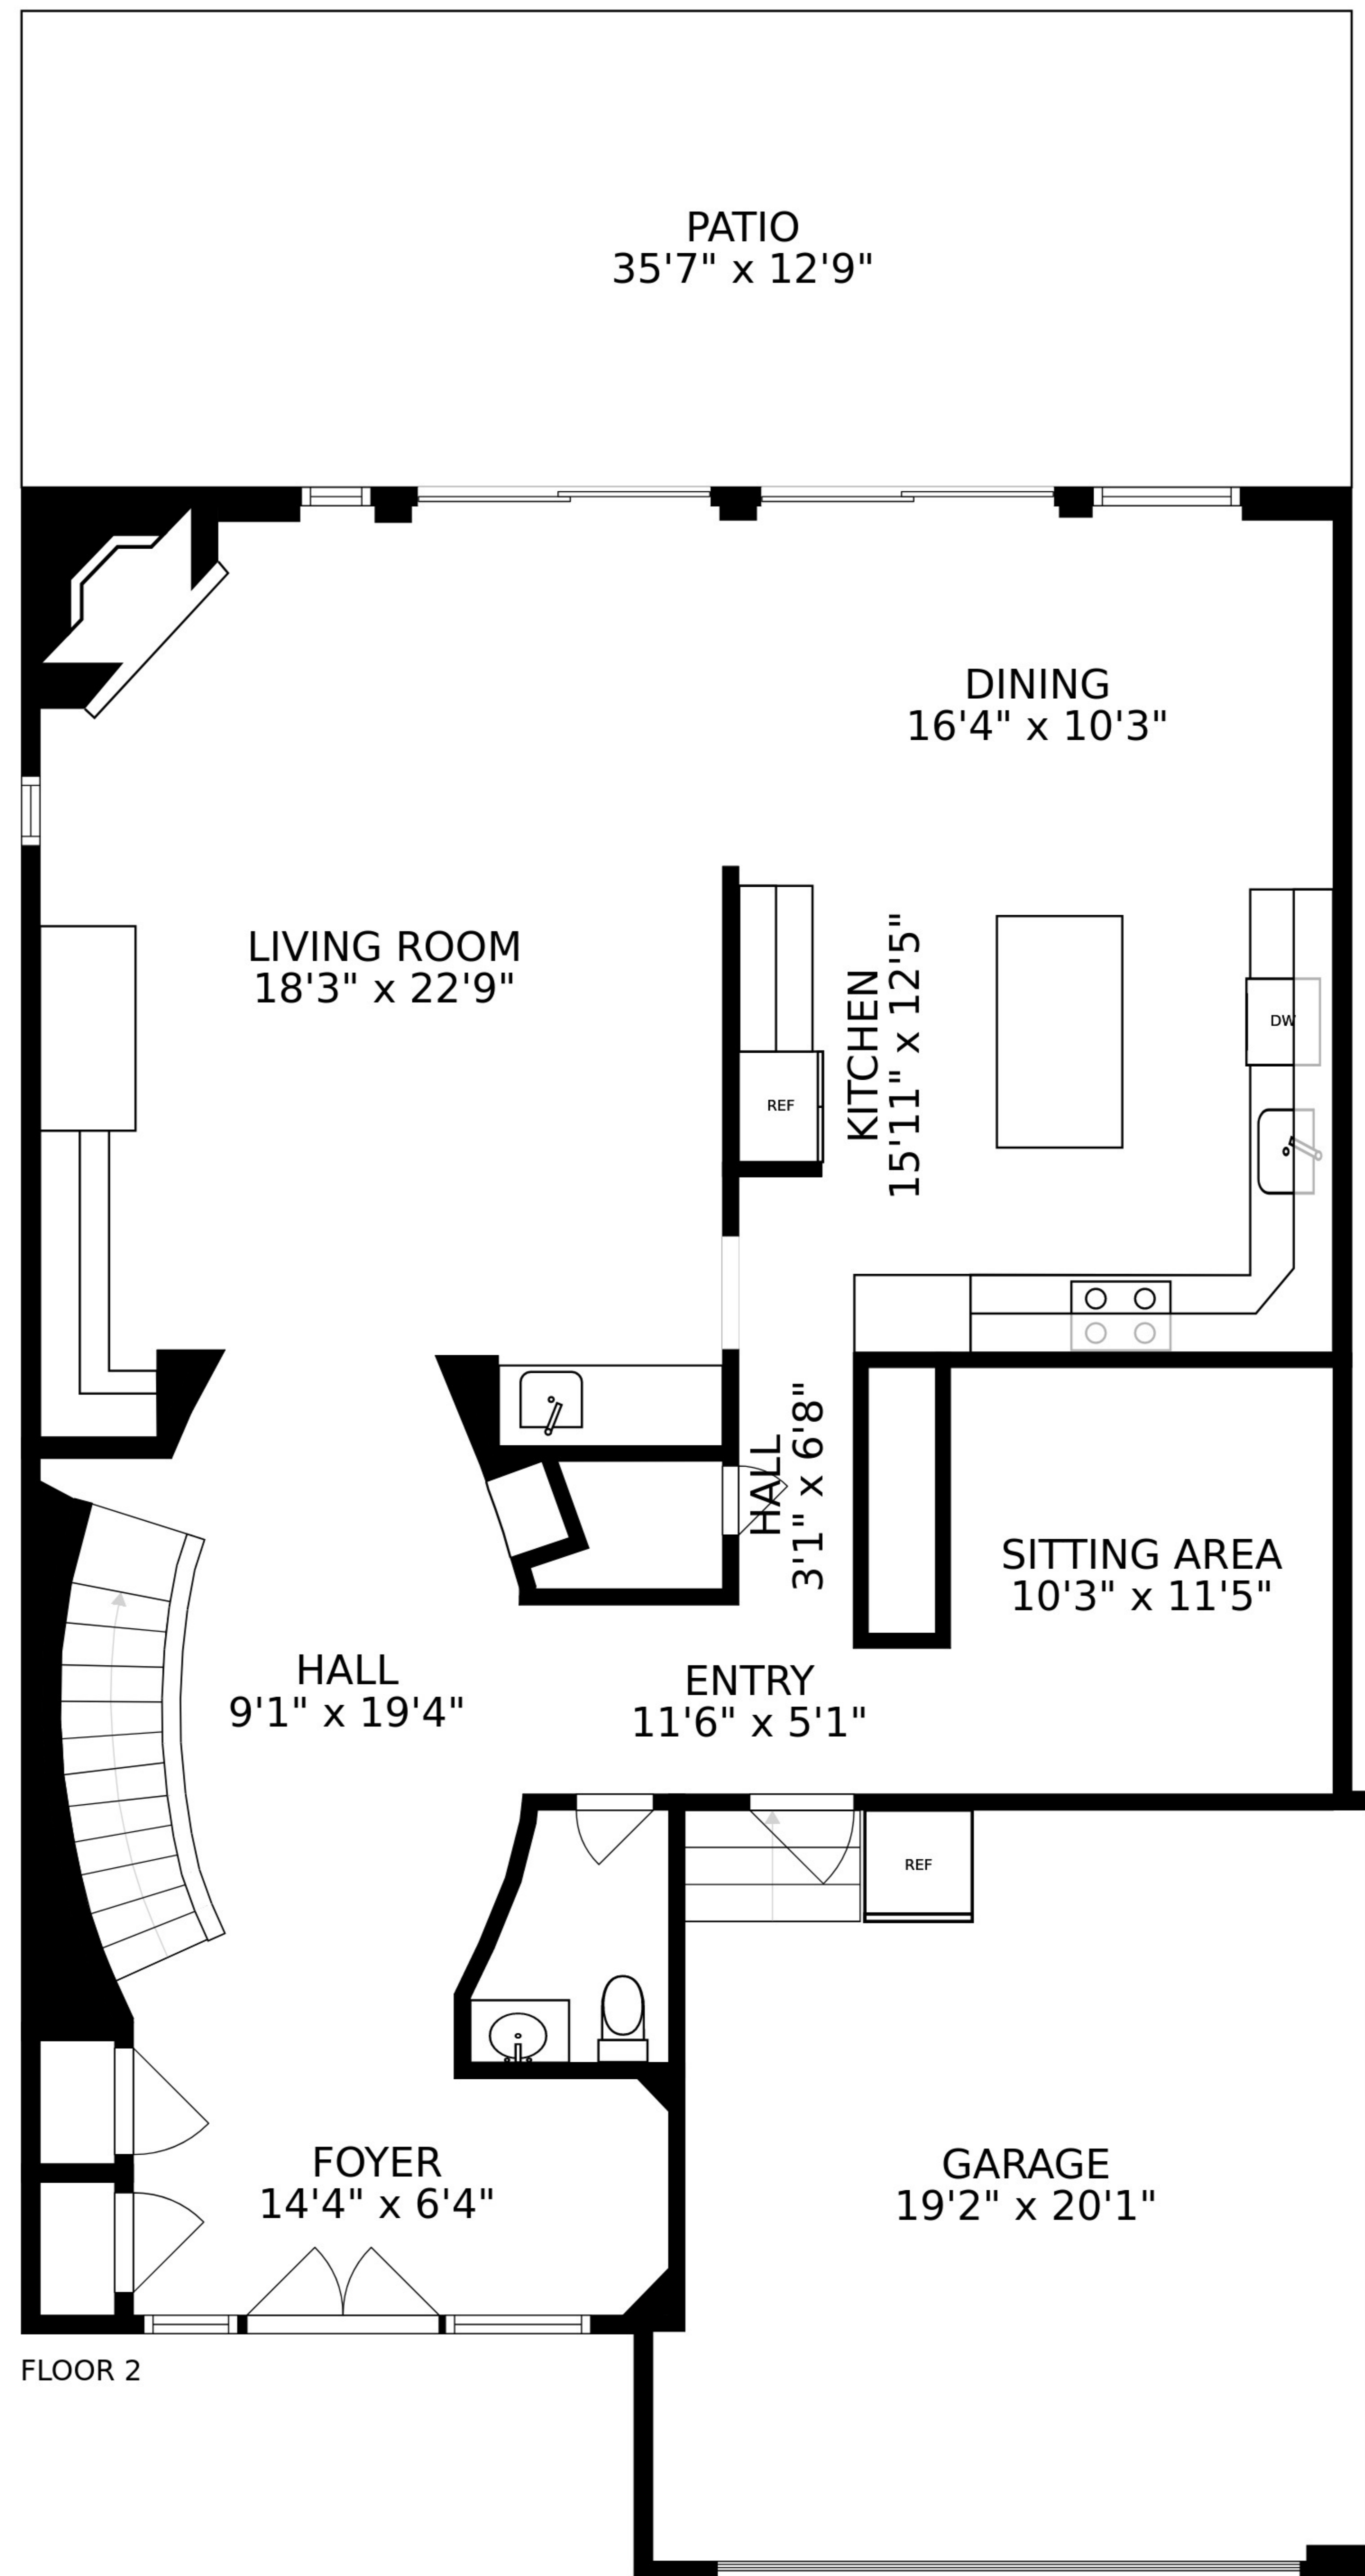 PATIO
35'7" x 12'9"
DINING
16'4" x 10'3"
LIVING ROOM
18'3" x 22'9"
KITCHEN
15'11" x 12'5"
REF
DW
HALL
3'1" x 6'8"
SITTING AREA
10'3" x 11'5"
HALL
9'1" x 19'4"
ENTRY
11'6" x 5'1"
REF
FOYER
14'4" x 6'4"
GARAGE
19'2" x 20'1"
FLOOR 2